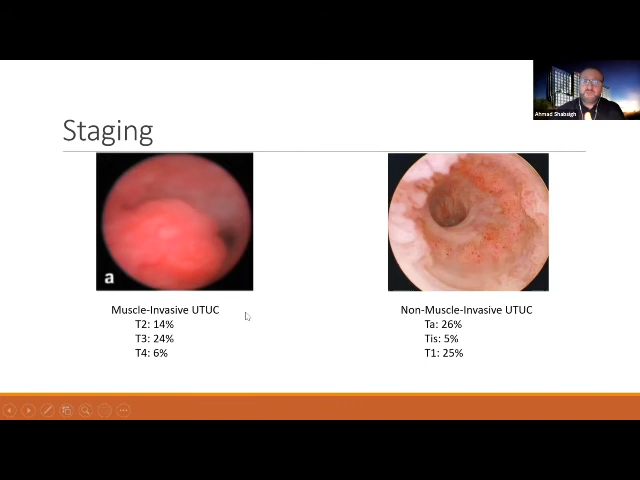 Ahmad Shabsigh
Staging
a
Muscle-Invasive UTUC
T2: 14%
T3: 24%
T4: 6%
Non-Muscle-Invasive UTUC
Ta: 26%
Tis: 5%
T1: 25%